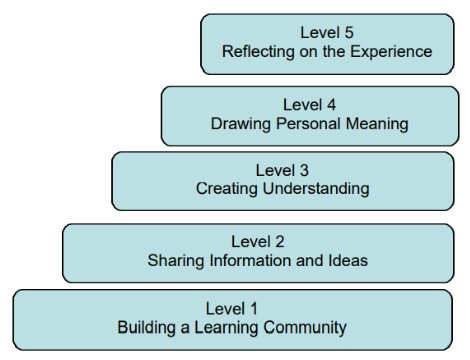 Level 5
Reflecting on the Experience
Level 4
Drawing Personal Meaning
Level 3
Creating Understanding
Level 2
Sharing Information and Ideas
Level 1
Building a Learning Community